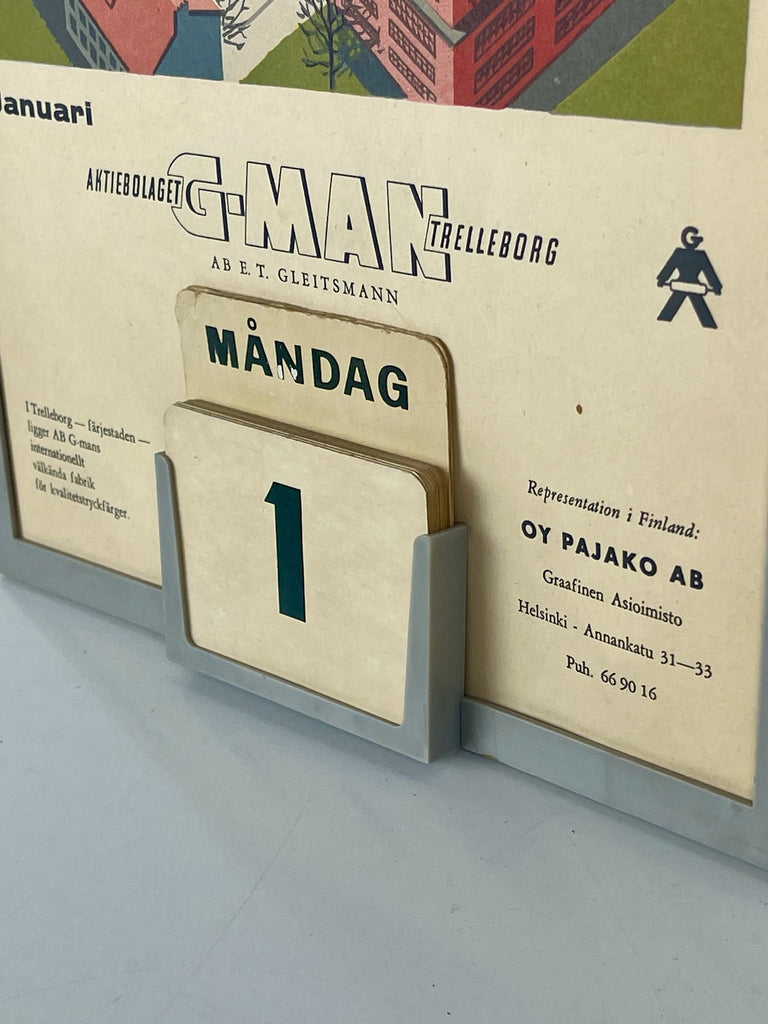 Januari
AKTIEBOLAGET G-MAN TRELLEBORG
AB E. T. GLEITSMANN
G
MÅNDAG
1
I Trelleborg — färjestaden —
ligger AB G-mans
internationellt
välkända fabrik
för kvalitetstryckfärger.
Representation i Finland:
OY PAJAKO AB
Graafinen Asioimisto
Helsinki - Annankatu 31—33
Puh. 66 90 16